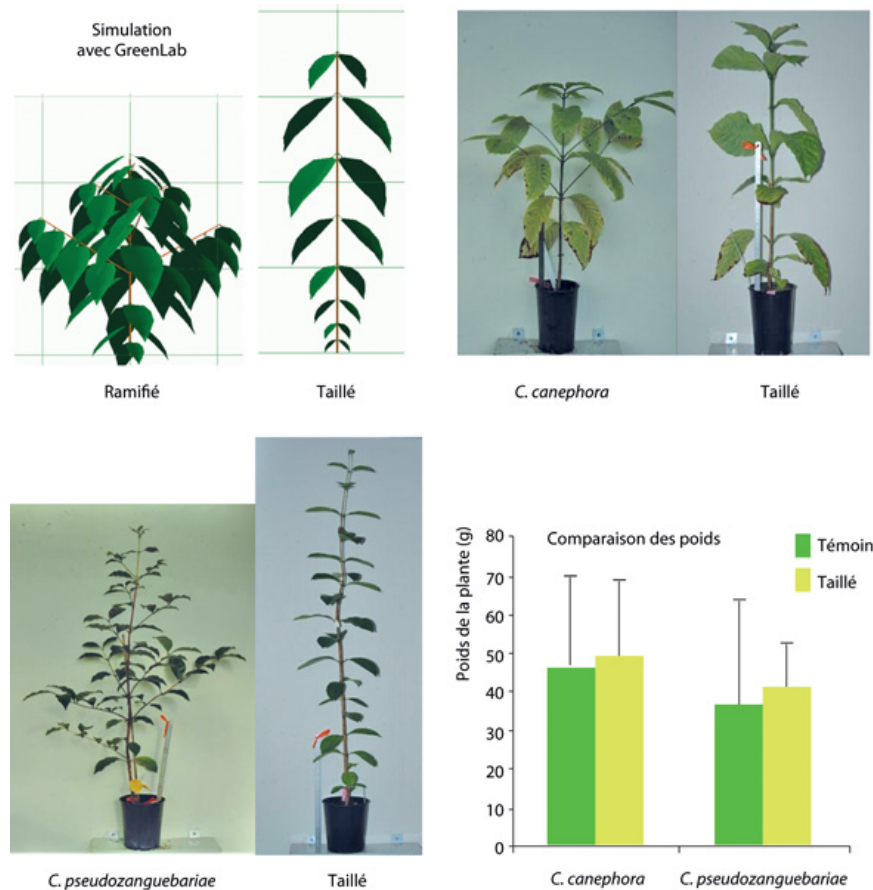 Simulation
avec GreenLab
Ramifié
Taillé
C. canephora
Taillé
C. pseudozanguebariae
Taillé
Comparaison des poids
Témoin
Taillé
Poids de la plante (g)
80
70
60
50
40
30
20
10
0
C. canephora
C. pseudozanguebariae